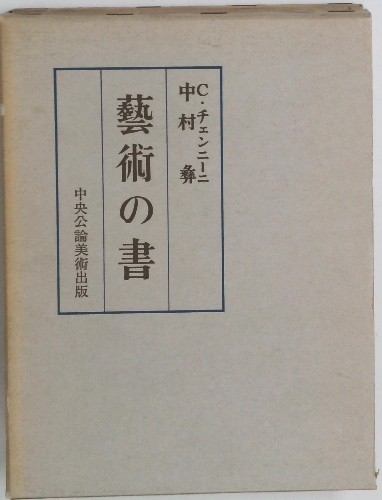 C・チェンニーニ
中村 彝
藝術の書
中央公論美術出版